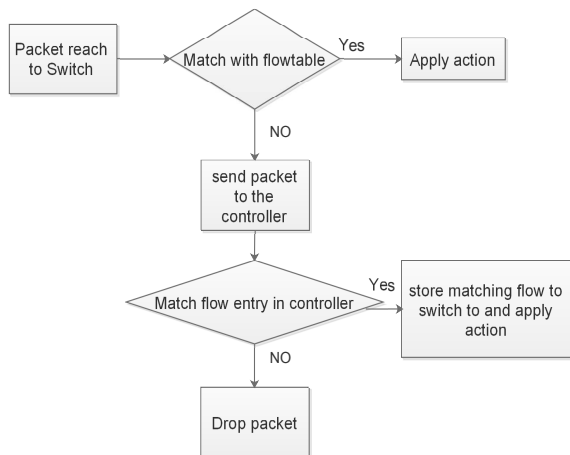 Packet reach
to Switch
Match with flowtable
Yes
Apply action
NO
send packet
to the
controller
Match flow entry in controller
Yes
store matching flow to
switch to and apply
action
NO
Drop packet